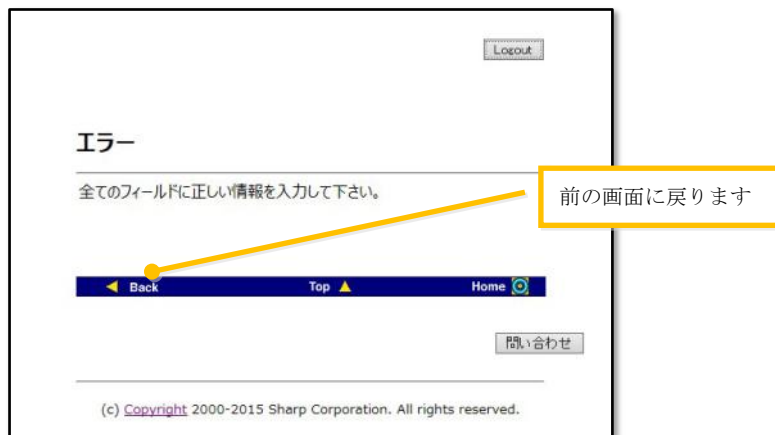 Logout
エラー
全てのフィールドに正しい情報を入力して下さい。
前の画面に戻ります
Back Top Home
問い合わせ
(c) Copyright 2000-2015 Sharp Corporation. All rights reserved.